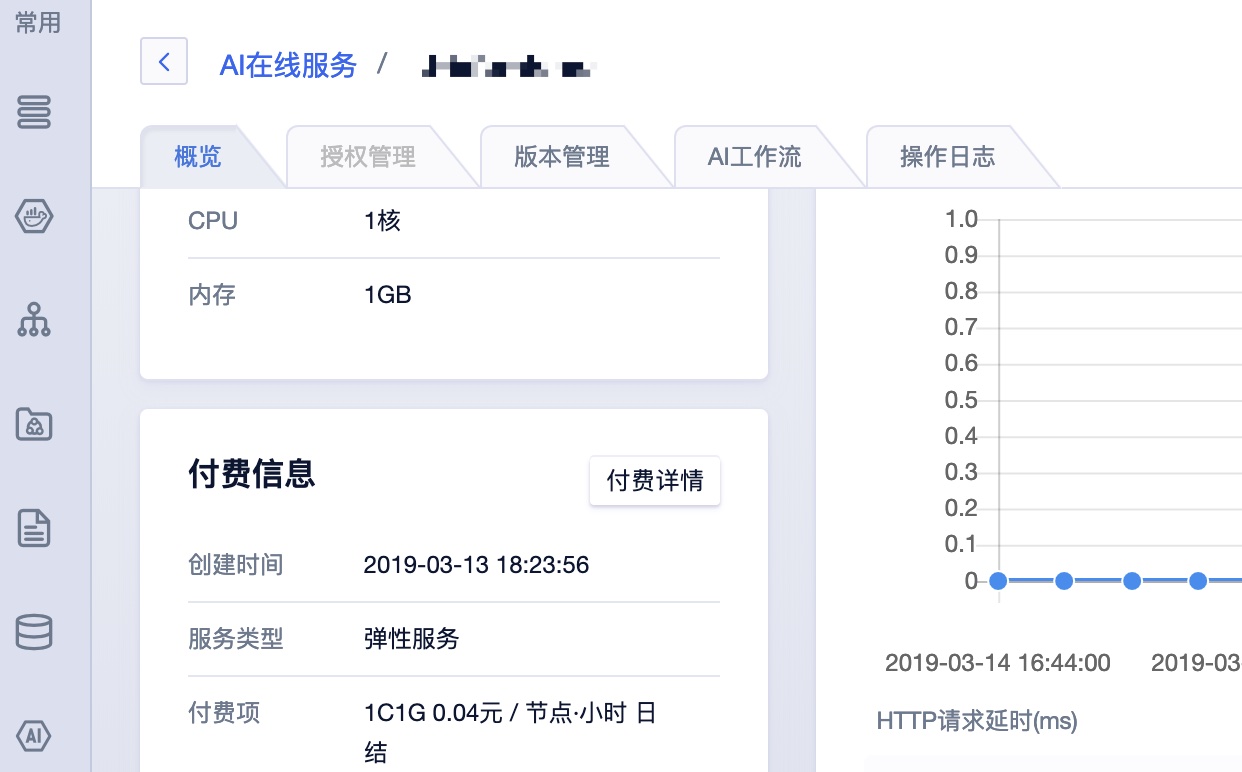 常用
AI在线服务 /
概览
授权管理
版本管理
AI工作流
操作日志
CPU 1核
内存 1GB
付费信息
付费详情
创建时间 2019-03-13 18:23:56
服务类型 弹性服务
付费项 1C1G 0.04元 / 节点·小时 日
结
AI
1.0
0.9
0.8
0.7
0.6
0.5
0.4
0.3
0.2
0.1
0
2019-03-14 16:44:00 2019-03
HTTP请求延时(ms)